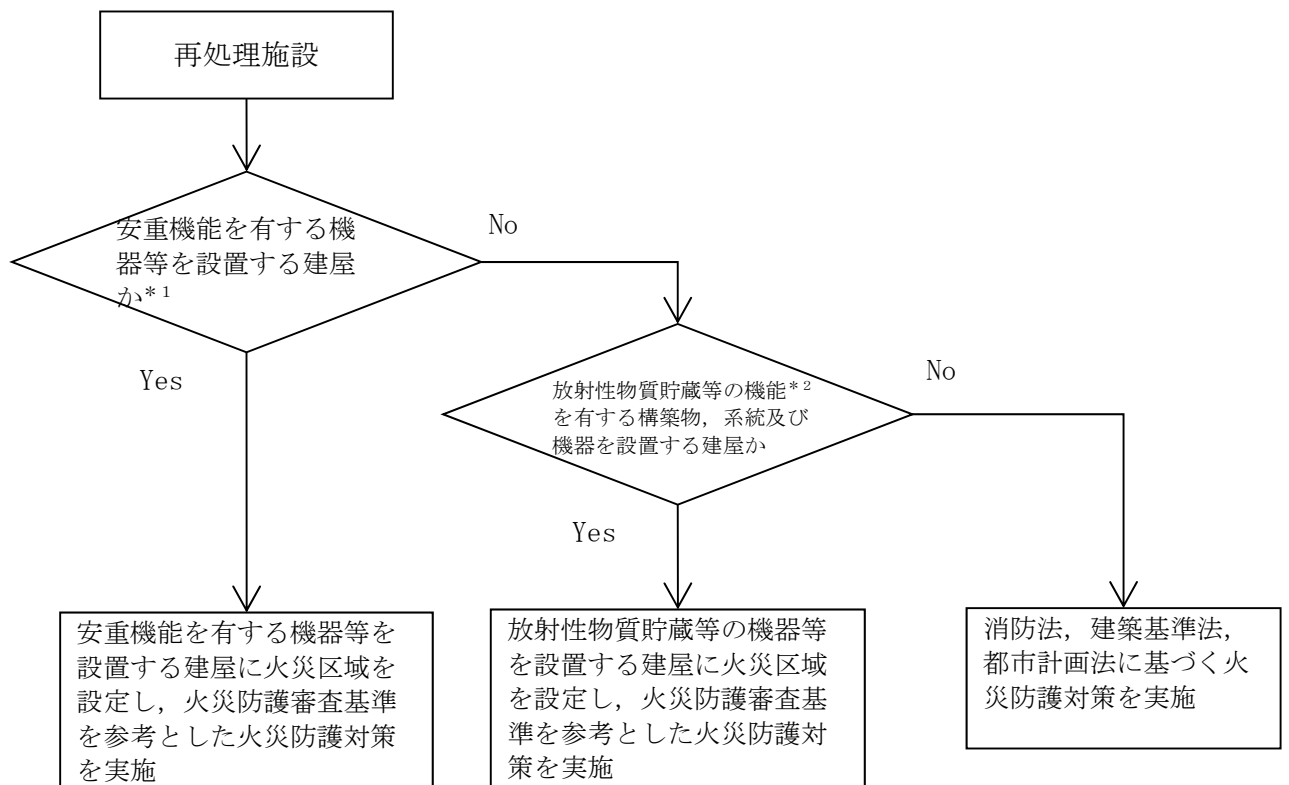 再処理施設
安重機能を有する機
器等を設置する建屋
か*1
No
Yes
放射性物質貯蔵等の機能*2
を有する構築物，系統及び
機器を設置する建屋か
No
Yes
安重機能を有する機器等を
設置する建屋に火災区域を
設定し，火災防護審査基準
を参考とした火災防護対策
を実施
放射性物質貯蔵等の機器等
を設置する建屋に火災区域
を設定し，火災防護審査基
準を参考とした火災防護対
策を実施
消防法，建築基準法，
都市計画法に基づく火
災防護対策を実施